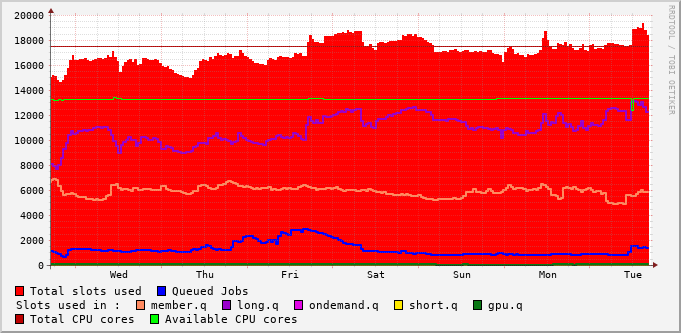 20000
18000
16000
14000
12000
10000
8000
6000
4000
2000
0
Wed Thu Fri Sat Sun Mon Tue
RRDTOOL / TOBI OETIKER
Total slots used Queued Jobs
Slots used in : member.q long.q ondemand.q short.q gpu.q
Total CPU cores Available CPU cores